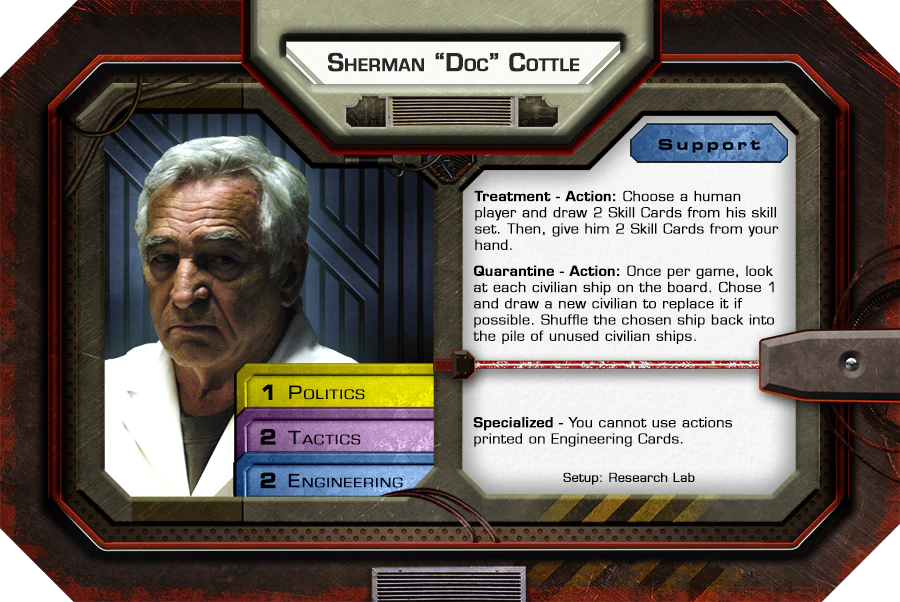 Sherman “Doc” Cottle
Support
Treatment - Action: Choose a human
player and draw 2 Skill Cards from his skill
set. Then, give him 2 Skill Cards from your
hand.
Quarantine - Action: Once per game, look
at each civilian ship on the board. Chose 1
and draw a new civilian to replace it if
possible. Shuffle the chosen ship back into
the pile of unused civilian ships.
1 Politics
2 Tactics
2 Engineering
Specialized - You cannot use actions
printed on Engineering Cards.
Setup: Research Lab